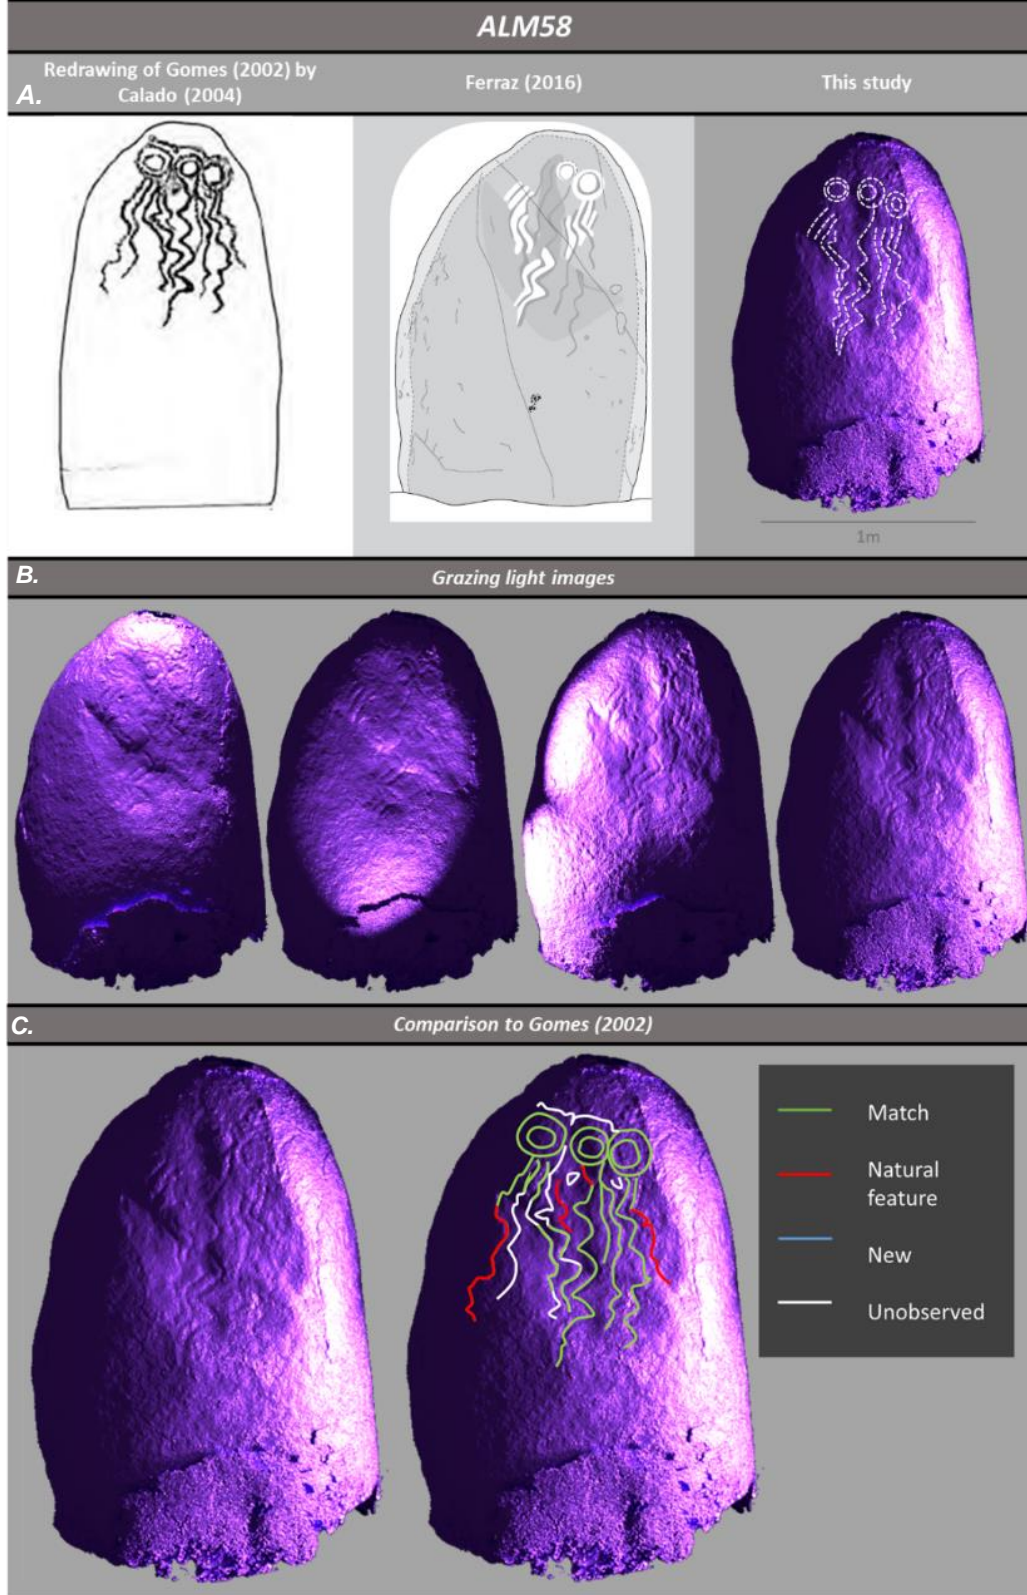 ALM58
Redrawing of Gomes (2002) by
Calado (2004)
Ferraz (2016)
This study
A.
1m
B.
Grazing light images
C.
Comparison to Gomes (2002)
Match
Natural
feature
New
Unobserved